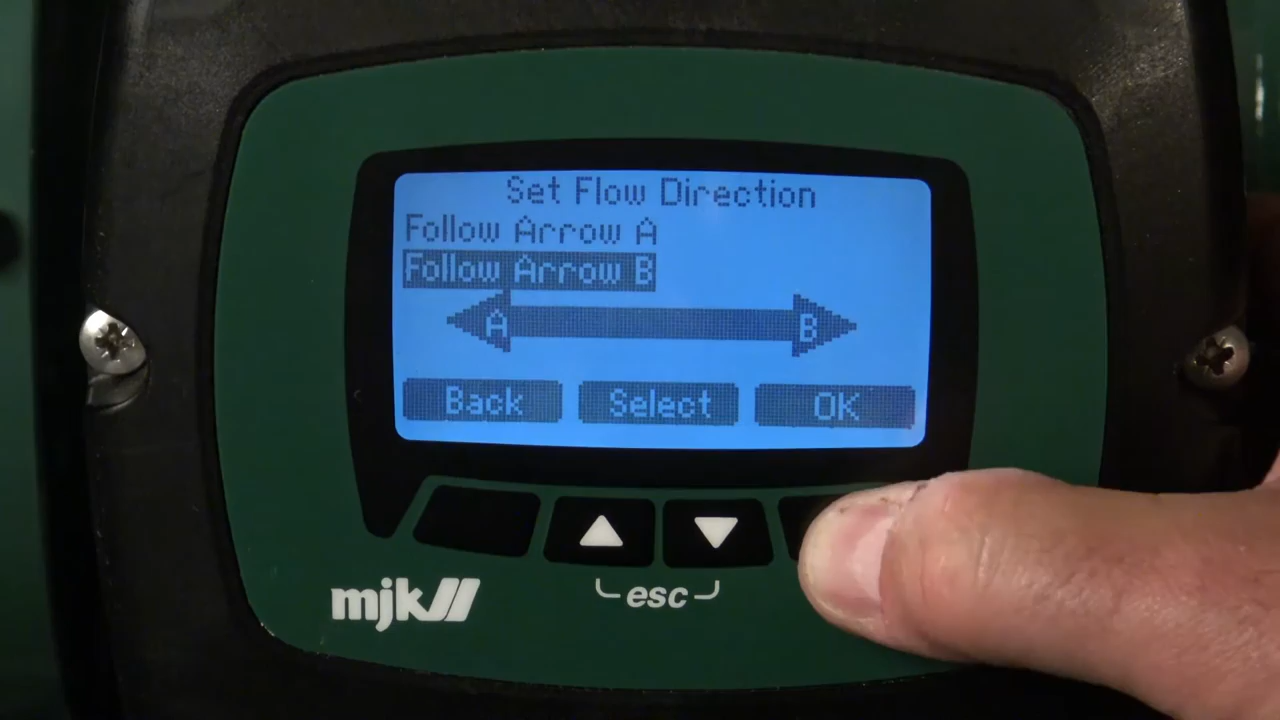 Set Flow Direction
Follow Arrow A
Follow Arrow B
A B
Back Select OK
mjk
esc